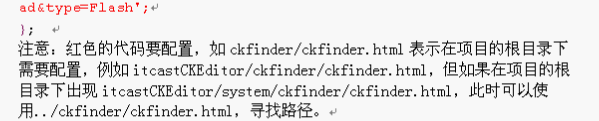 ad&type=Flash';
};
注意：红色的代码要配置，如 ckfinder/ckfinder.html 表示在项目的根目录下
需要配置，例如 itcastCKEditor/ckfinder/ckfinder.html，但如果在项目的根
目录下出现 itcastCKEditor/system/ckfinder/ckfinder.html，此时可以使
用../ckfinder/ckfinder.html，寻找路径。